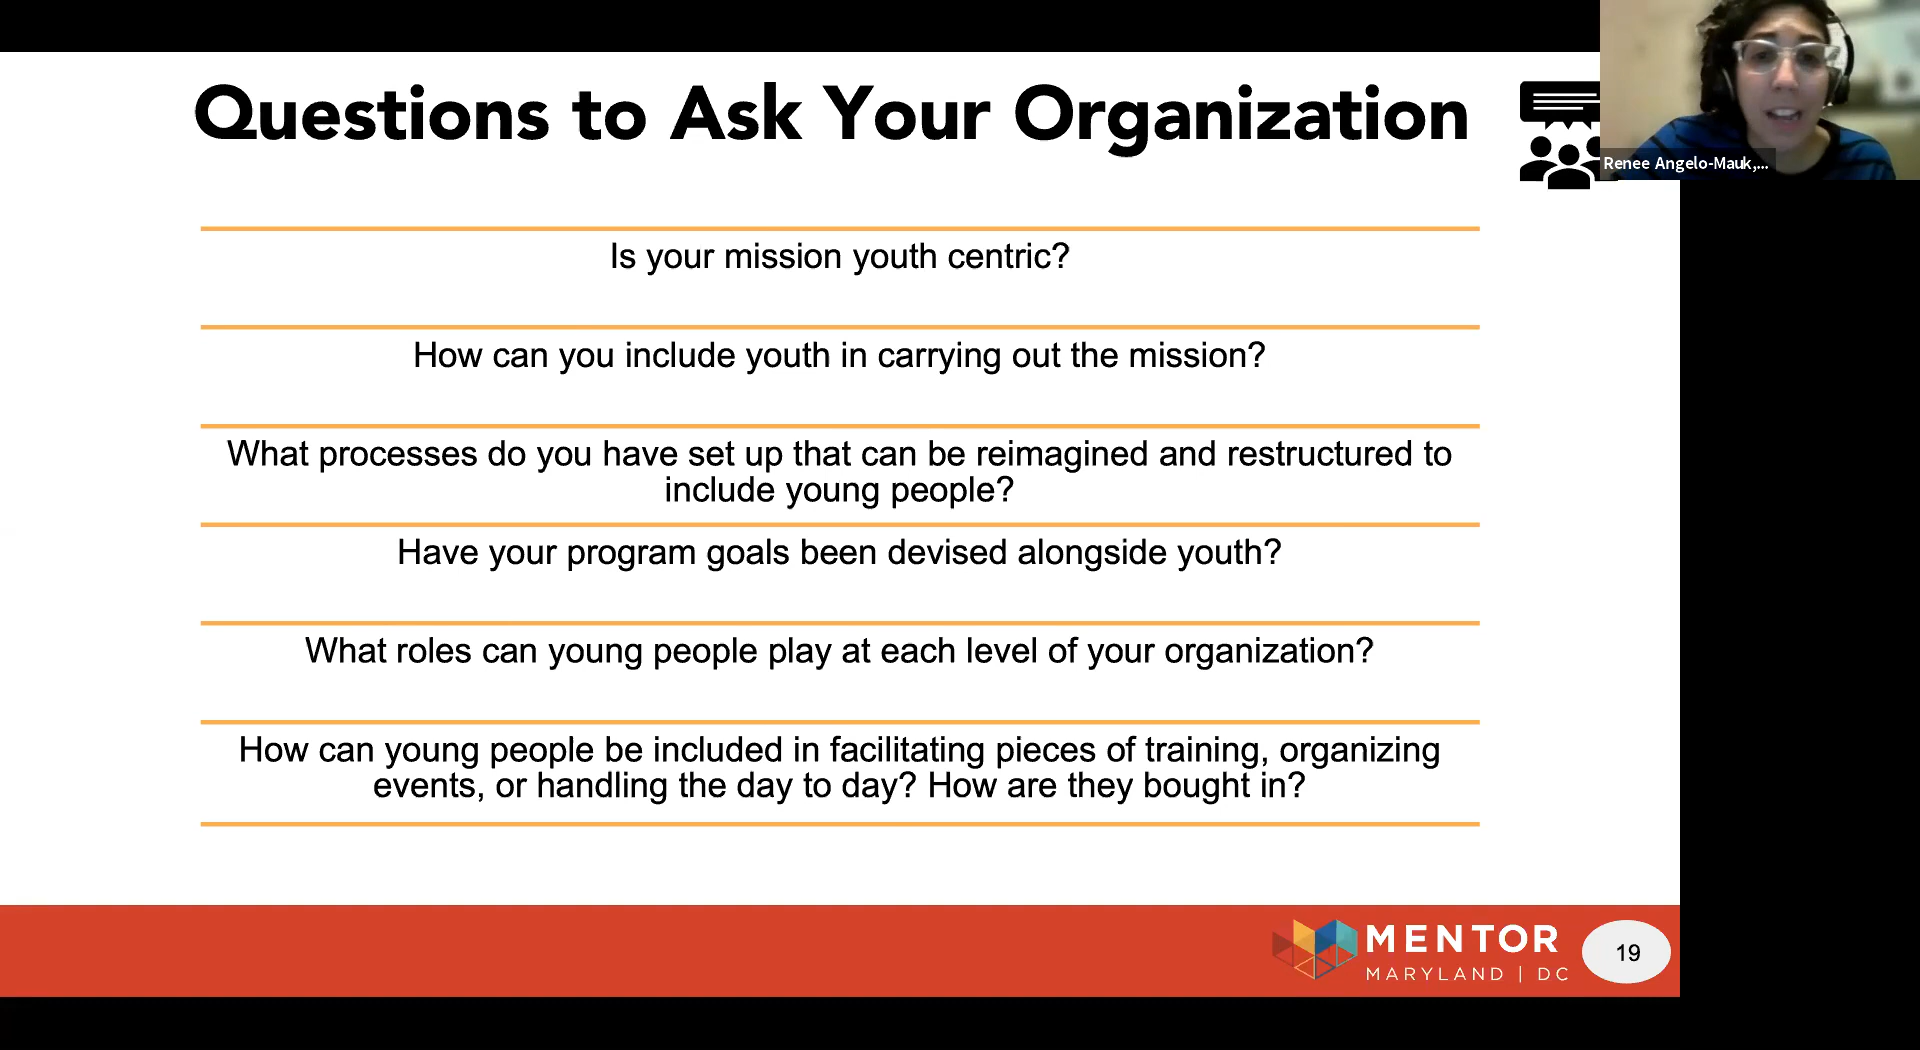 Questions to Ask Your Organization
Renee Angelo-Mauk,...
Is your mission youth centric?
How can you include youth in carrying out the mission?
What processes do you have set up that can be reimagined and restructured to
include young people?
Have your program goals been devised alongside youth?
What roles can young people play at each level of your organization?
How can young people be included in facilitating pieces of training, organizing
events, or handling the day to day? How are they bought in?
MENTOR
MARYLAND | DC
19